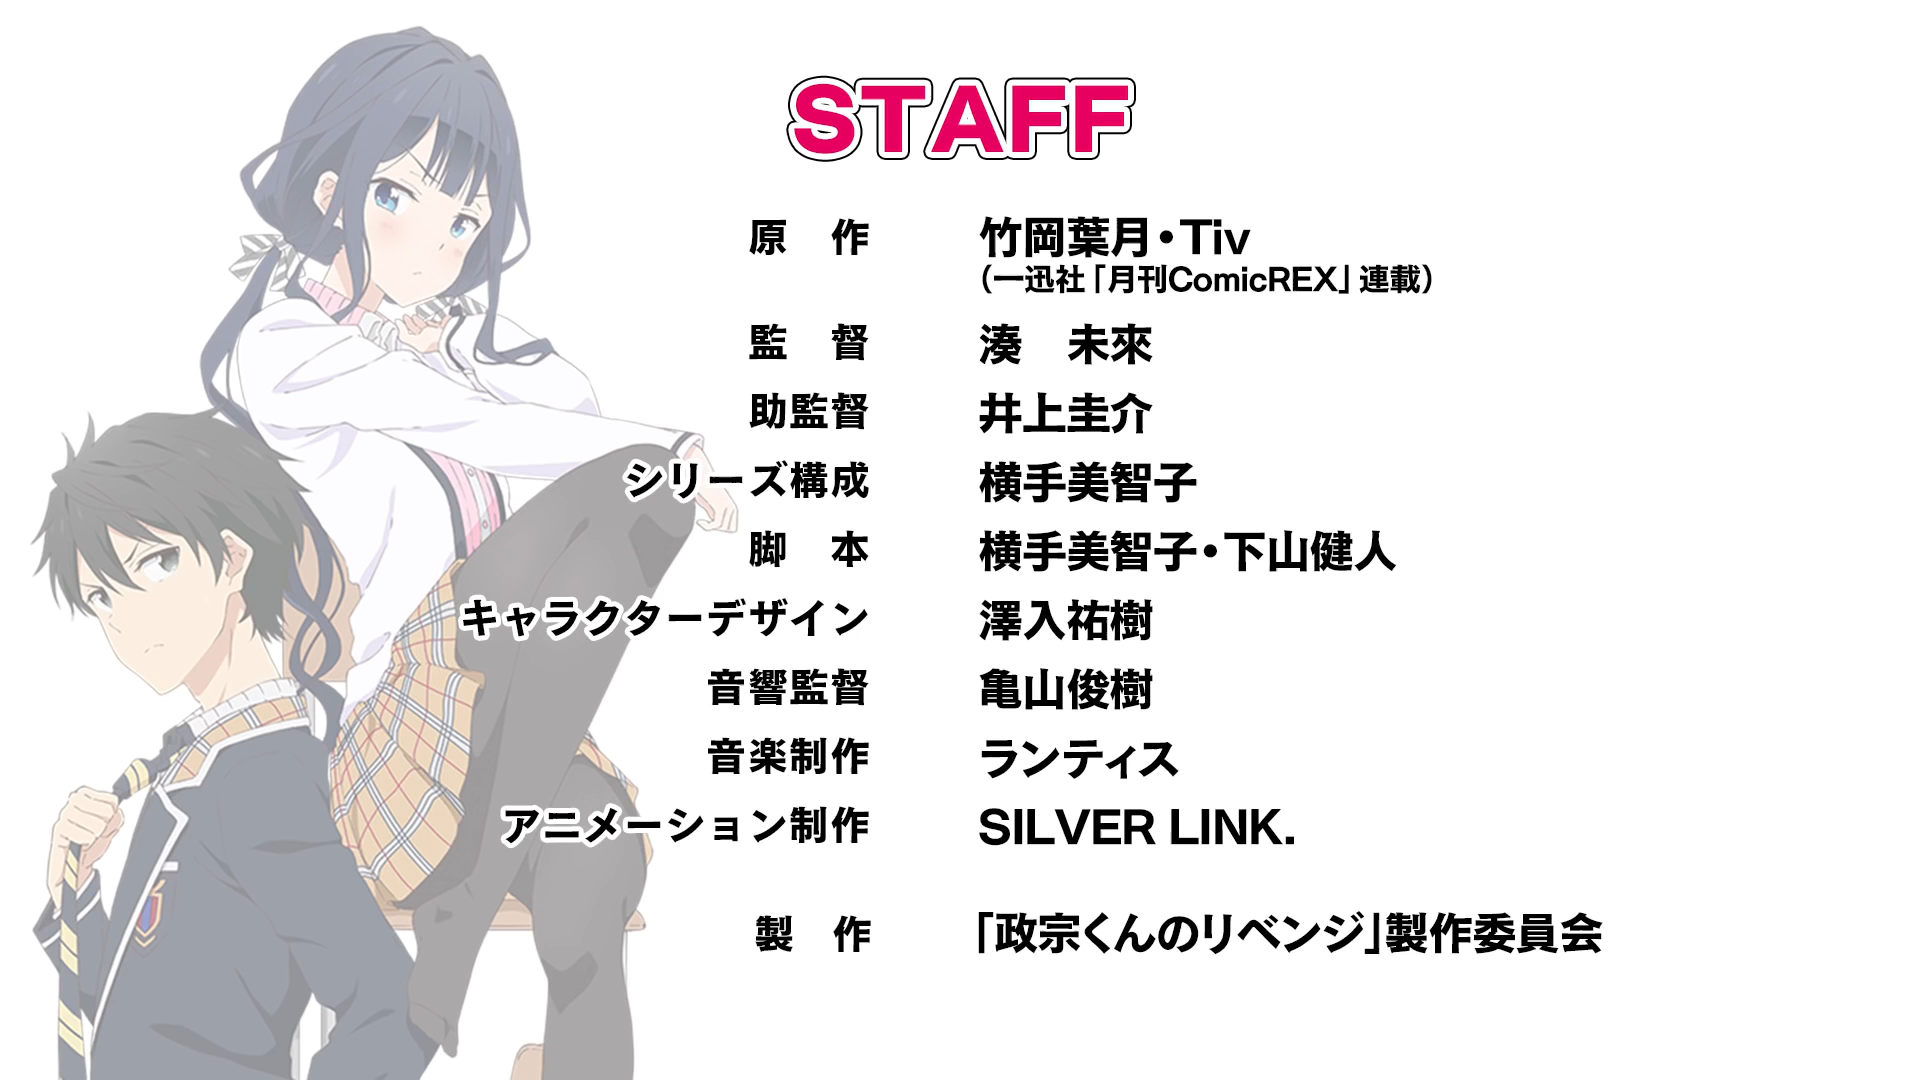 STAFF
原　作　竹岡葉月・Tiv
（一迅社「月刊ComicREX」連載）
監　督　湊　未來
助監督　井上圭介
シリーズ構成　横手美智子
脚　本　横手美智子・下山健人
キャラクターデザイン　澤入祐樹
音響監督　亀山俊樹
音楽制作　ランティス
アニメーション制作　SILVER LINK.
製　作　「政宗くんのリベンジ」製作委員会